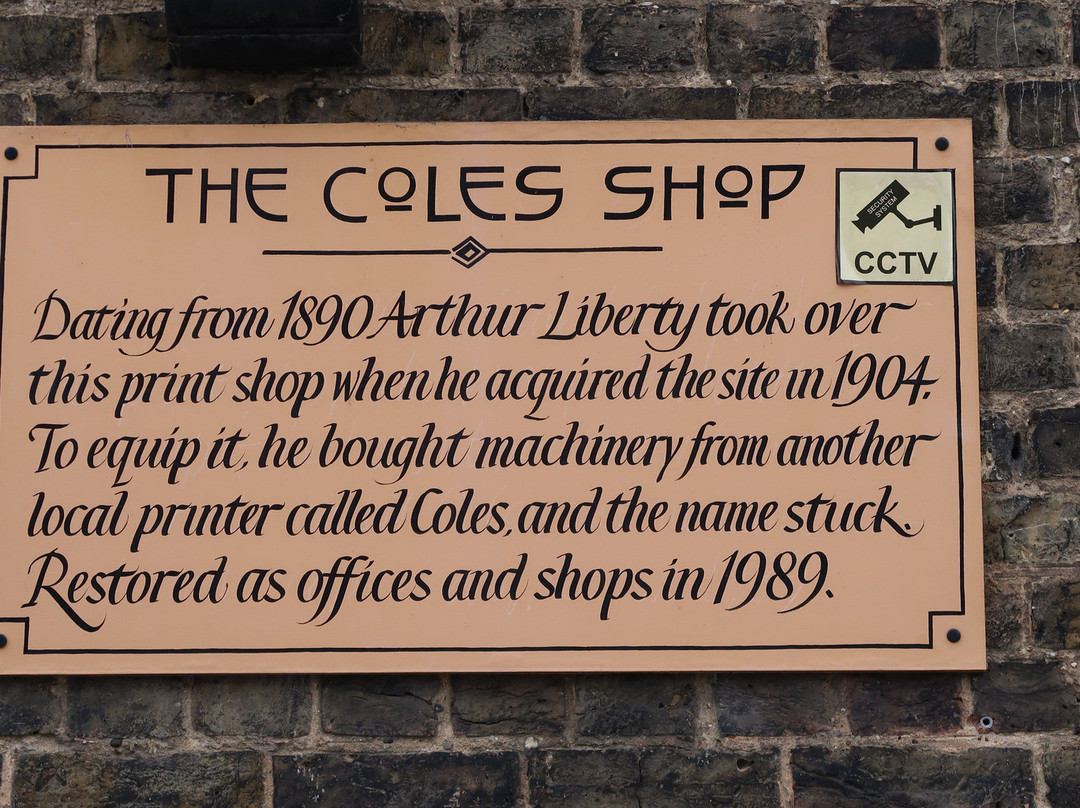 THE COLES SHOP
SECURITY
SYSTEM
CCTV
Dating from 1890 Arthur Liberty took over
this print shop when he acquired the site in 1904.
To equip it, he bought machinery from another
local printer called Coles, and the name stuck.
Restored as offices and shops in 1989.